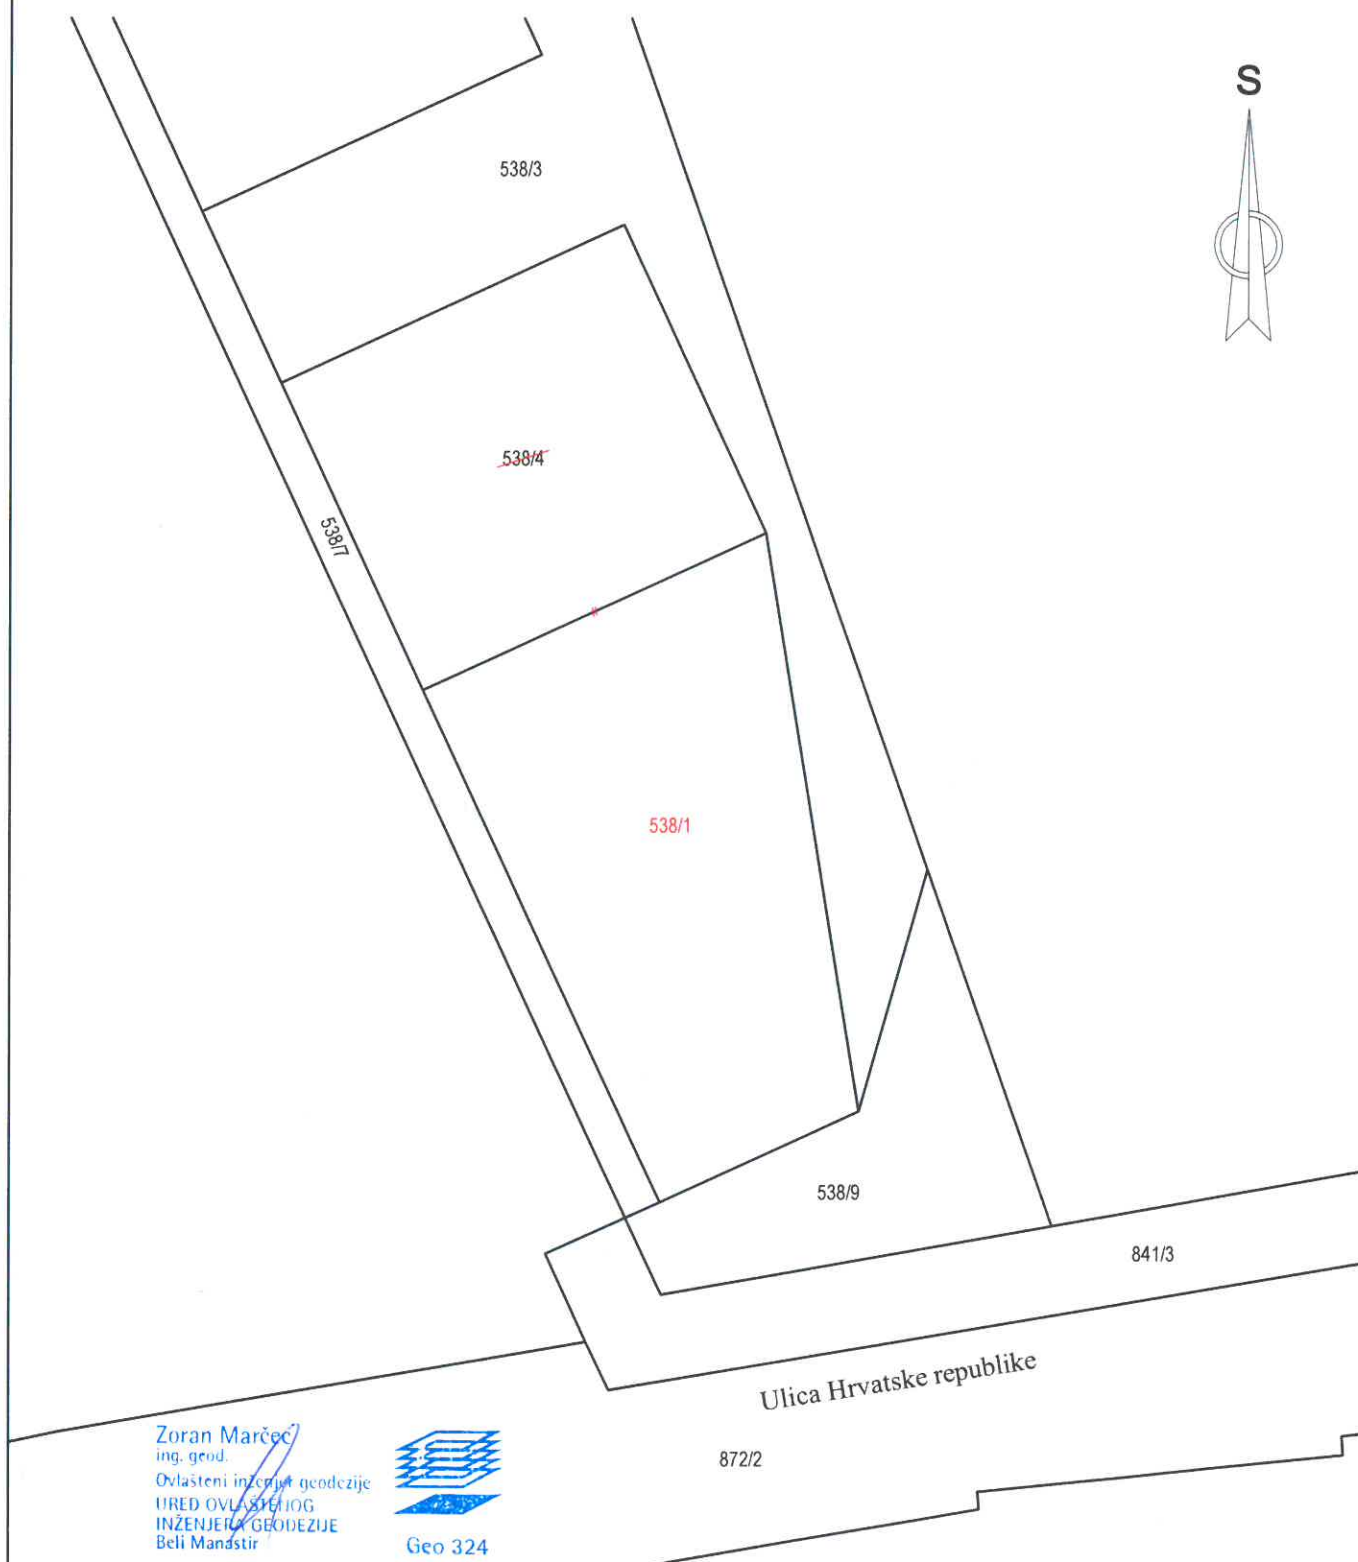 S
538/3
538/4
538/7
538/1
538/9
841/3
Ulica Hrvatske republike
872/2
Zoran Marčec
ing. geod.
Ovlašteni inženjer geodezije
URED OVLAŠTENOG
INŽENJERA GEODEZIJE
Beli Manastir
Geo 324